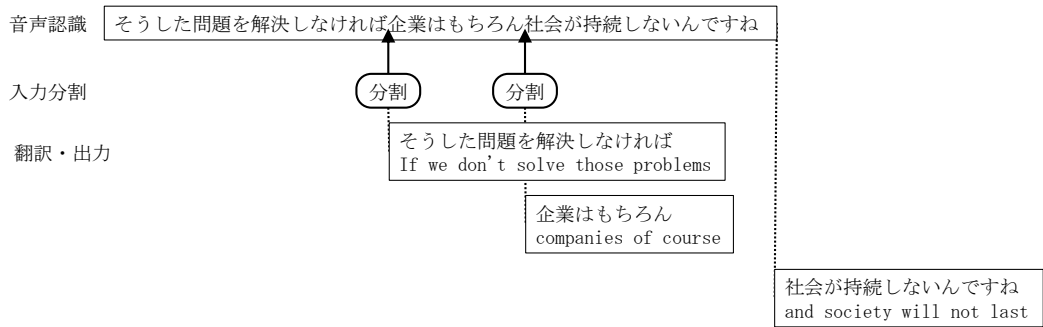 音声認識
そうした問題を解決しなければ企業はもちろん社会が持続しないんですね
入力分割
分割
分割
翻訳・出力
そうした問題を解決しなければ
If we don't solve those problems
企業はもちろん
companies of course
社会が持続しないんですね
and society will not last